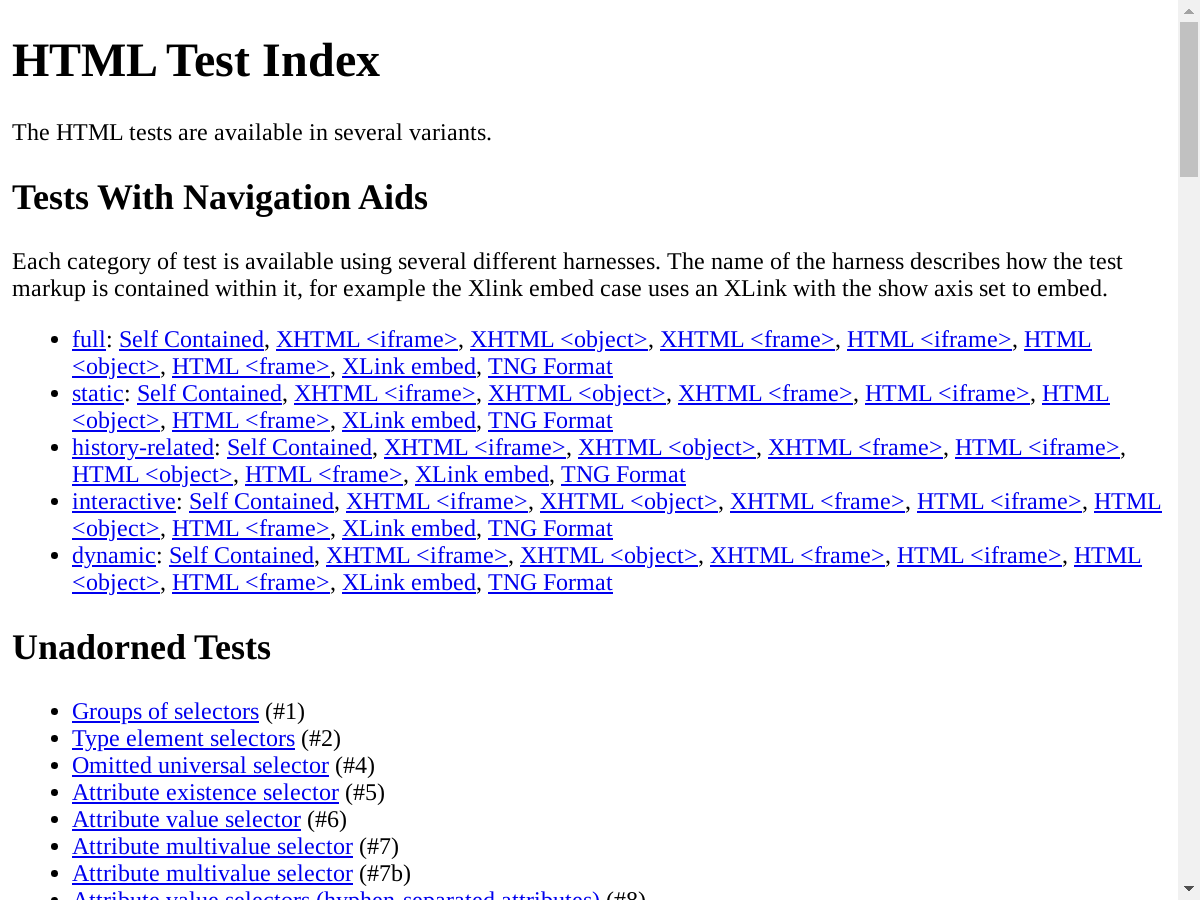 HTML Test Index
The HTML tests are available in several variants.
Tests With Navigation Aids
Each category of test is available using several different harnesses. The name of the harness describes how the test
markup is contained within it, for example the Xlink embed case uses an XLink with the show axis set to embed.
full: Self Contained, XHTML <iframe>, XHTML <object>, XHTML <frame>, HTML <iframe>, HTML
<object>, HTML <frame>, XLink embed, TNG Format
static: Self Contained, XHTML <iframe>, XHTML <object>, XHTML <frame>, HTML <iframe>, HTML
<object>, HTML <frame>, XLink embed, TNG Format
history-related: Self Contained, XHTML <iframe>, XHTML <object>, XHTML <frame>, HTML <iframe>,
HTML <object>, HTML <frame>, XLink embed, TNG Format
interactive: Self Contained, XHTML <iframe>, XHTML <object>, XHTML <frame>, HTML <iframe>, HTML
<object>, HTML <frame>, XLink embed, TNG Format
dynamic: Self Contained, XHTML <iframe>, XHTML <object>, XHTML <frame>, HTML <iframe>, HTML
<object>, HTML <frame>, XLink embed, TNG Format
Unadorned Tests
Groups of selectors (#1)
Type element selectors (#2)
Omitted universal selector (#4)
Attribute existence selector (#5)
Attribute value selector (#6)
Attribute multivalue selector (#7)
Attribute multivalue selector (#7b)
Attribute value selectors (hyphen-separated attributes) (#8)